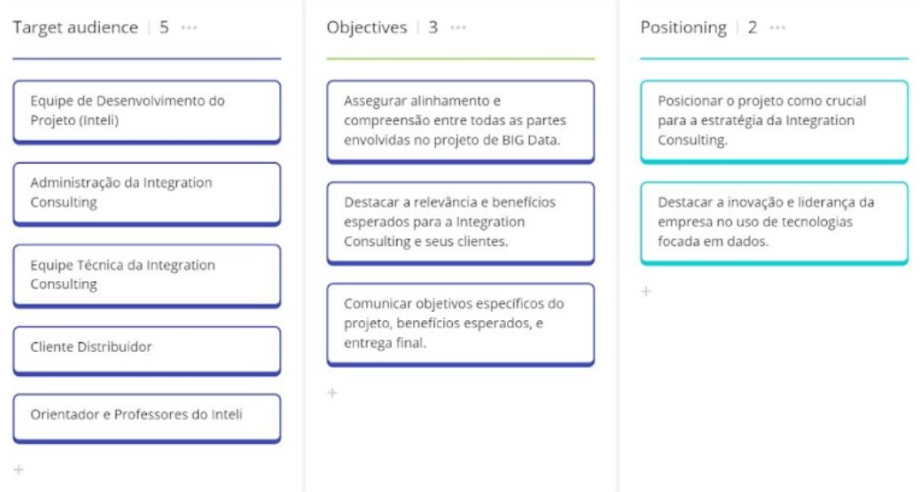 Target audience | 5 ...
Equipe de Desenvolvimento do
Projeto (Inteli)
Administração da Integration
Consulting
Equipe Técnica da Integration
Consulting
Cliente Distribuidor
Orientador e Professores do Inteli
+
Objectives | 3 ...
Assegurar alinhamento e
compreensão entre todas as partes
envolvidas no projeto de BIG Data.
Destacar a relevância e benefícios
esperados para a Integration
Consulting e seus clientes.
Comunicar objetivos específicos do
projeto, benefícios esperados, e
entrega final.
+
Positioning | 2 ...
Posicionar o projeto como crucial
para a estratégia da Integration
Consulting.
Destacar a inovação e liderança da
empresa no uso de tecnologias
focada em dados.
+